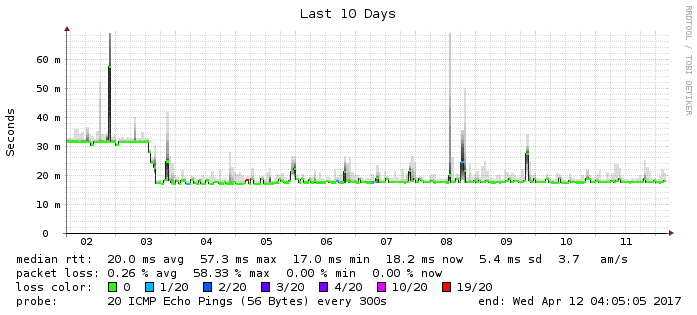 Last 10 Days
RRDTOOL / TOBI OETIKER
Seconds
60 m
50 m
40 m
30 m
20 m
10 m
0
02 03 04 05 06 07 08 09 10 11
median rtt: 20.0 ms avg 57.3 ms max 17.0 ms min 18.2 ms now 5.4 ms sd 3.7 am/s
packet loss: 0.26 % avg 58.33 % max 0.00 % min 0.00 % now
loss color: 0 1/20 2/20 3/20 4/20 10/20 19/20
probe: 20 ICMP Echo Pings (56 Bytes) every 300s end: Wed Apr 12 04:05:05 2017